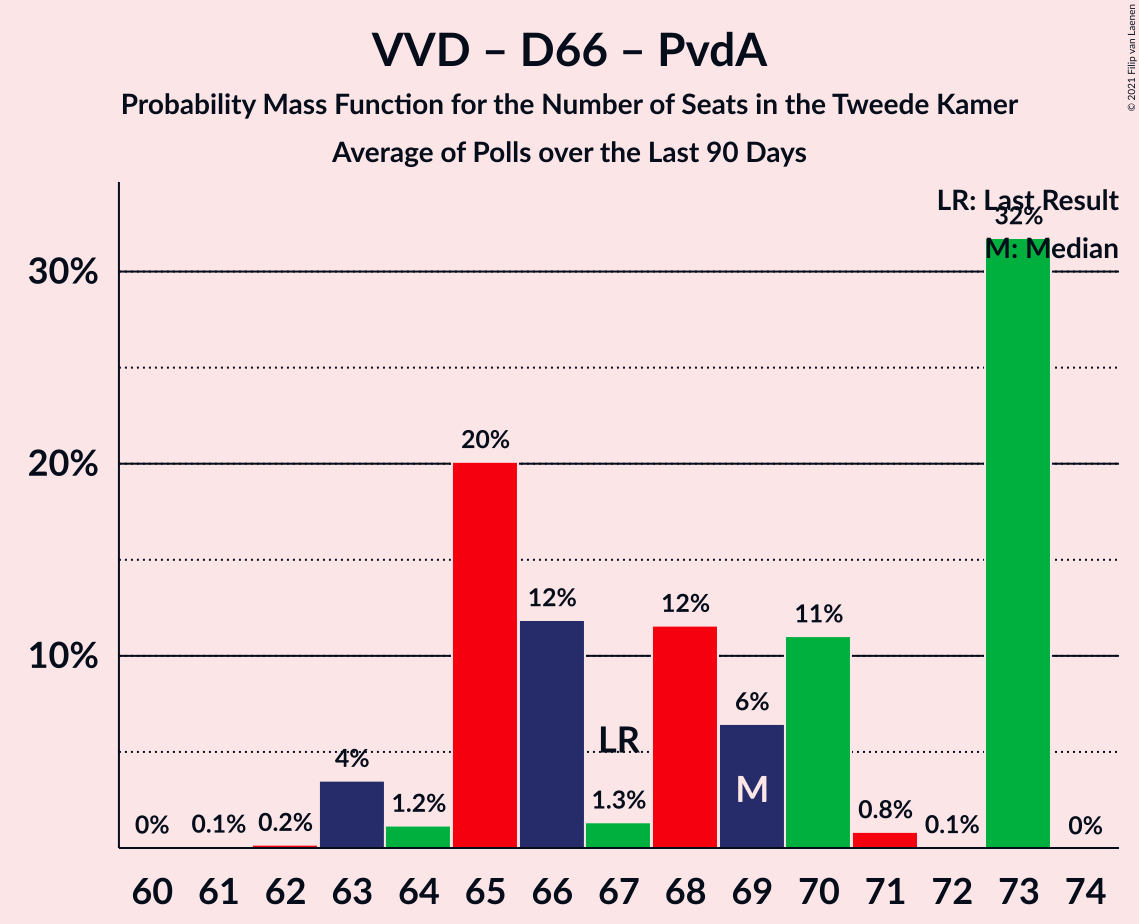 VVD – D66 – PvdA
Probability Mass Function for the Number of Seats in the Tweede Kamer
Average of Polls over the Last 90 Days
© 2021 Filip van Laenen
LR: Last Result
M: Median
32%
30%
20%
20%
12%
12%
11%
10%
6%
LR
4%
M
1.2%
1.3%
0.8%
0%
0.1%
0.2%
0.1%
0%
60 61 62 63 64 65 66 67 68 69 70 71 72 73 74